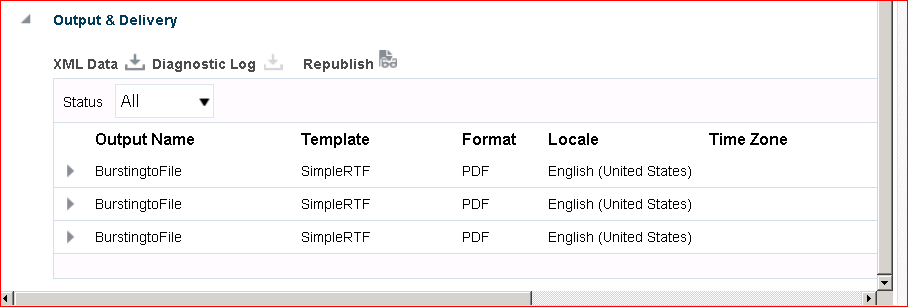 Output & Delivery
XML Data Diagnostic Log Republish
Status All
Output Name Template Format Locale Time Zone
BurstingtoFile SimpleRTF PDF English (United States)
BurstingtoFile SimpleRTF PDF English (United States)
BurstingtoFile SimpleRTF PDF English (United States)